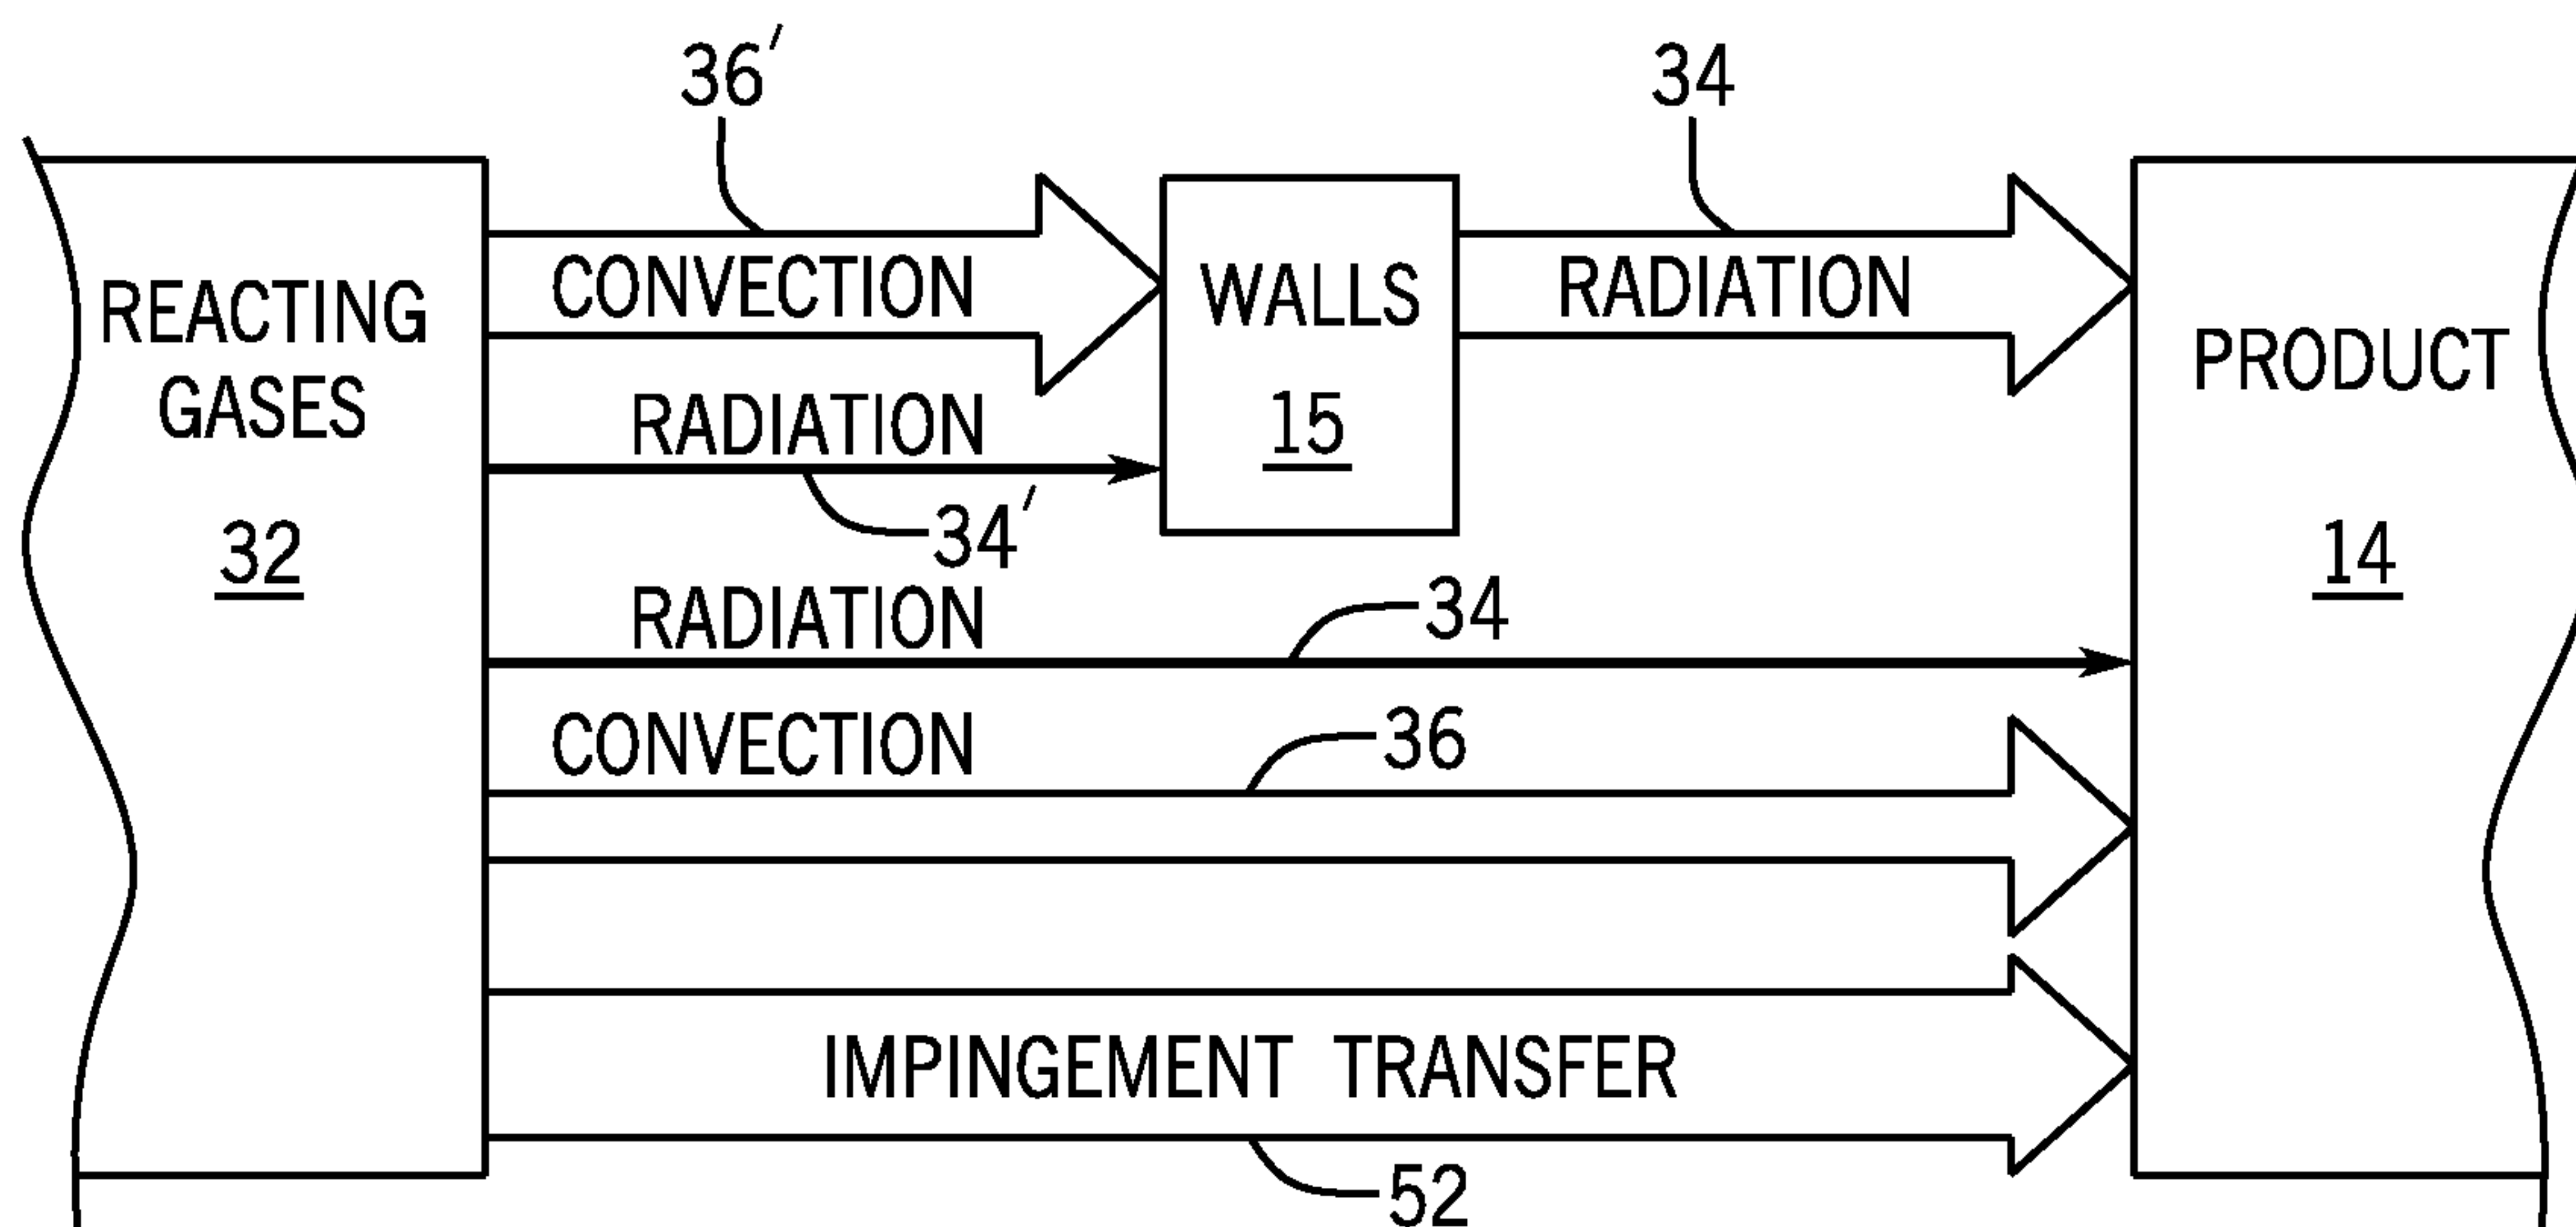 36′
34
CONVECTION
RADIATION
REACTING
GASES
32
WALLS
15
PRODUCT
14
RADIATION
34′
RADIATION
34
CONVECTION
36
IMPINGEMENT TRANSFER
52